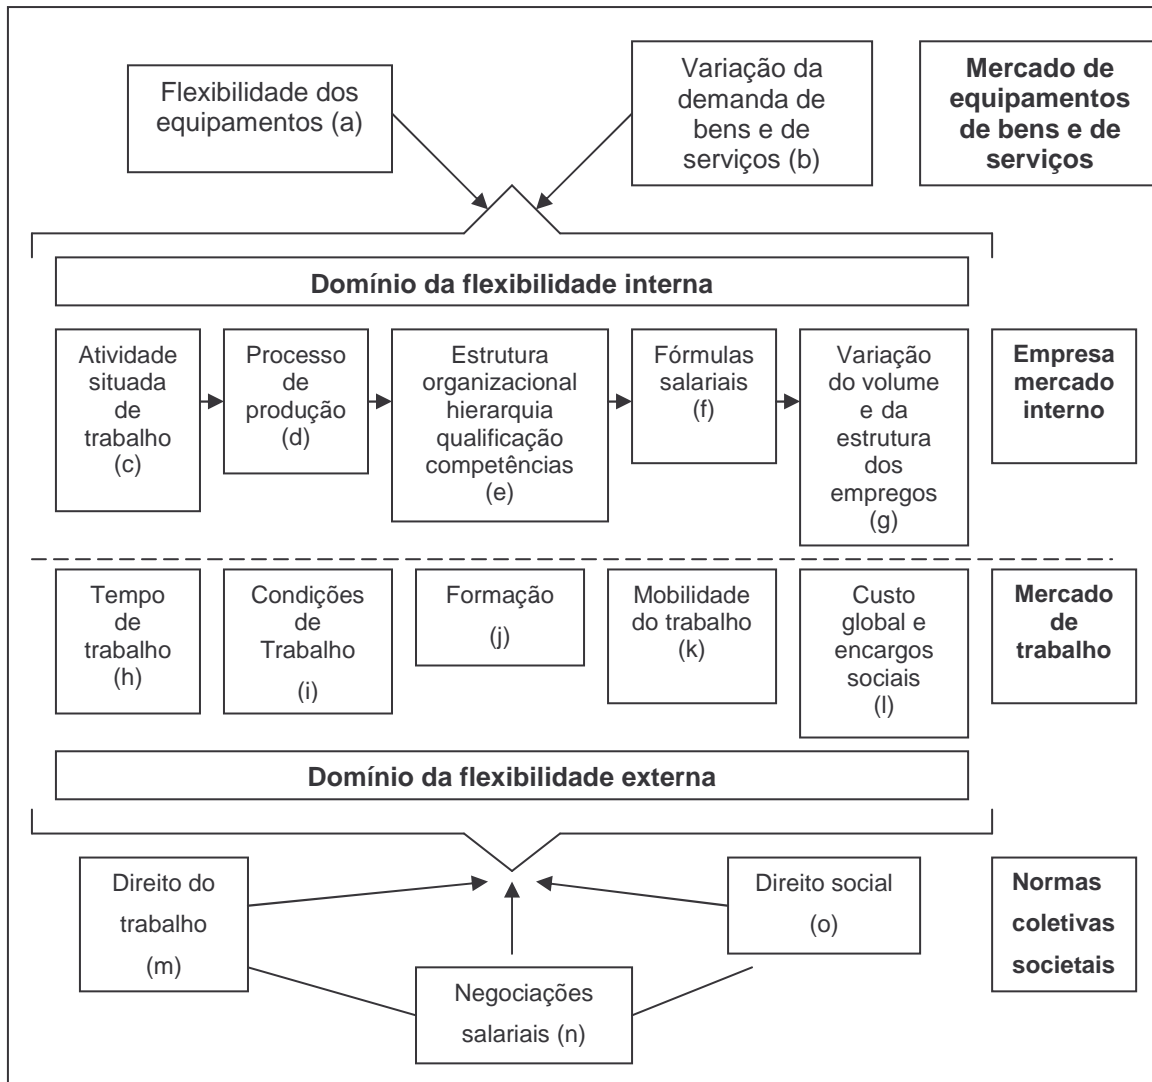 Flexibilidade dos
equipamentos (a)
Variação da
demanda de
bens e de
serviços (b)
Mercado de
equipamentos
de bens e de
serviços
Domínio da flexibilidade interna
Atividade
situada de
trabalho
(c)
Processo
de
produção
(d)
Estrutura
organizacional
hierarquia
qualificação
competências
(e)
Fórmulas
salariais
(f)
Variação
do volume
e da
estrutura
dos
empregos
(g)
Empresa
mercado
interno
Tempo
de
trabalho
(h)
Condições
de
Trabalho
(i)
Formação
(j)
Mobilidade
do trabalho
(k)
Custo
global e
encargos
sociais
(l)
Mercado
de
trabalho
Domínio da flexibilidade externa
Direito do
trabalho
(m)
Negociações
salariais (n)
Direito social
(o)
Normas
coletivas
societais